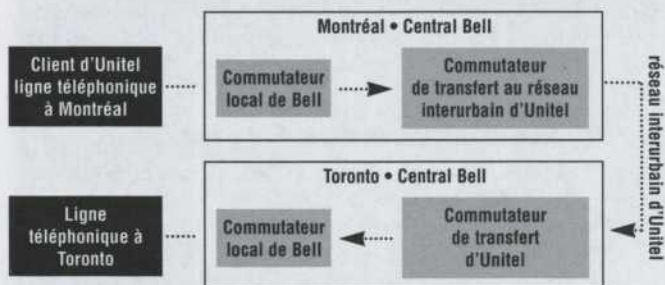 Montréal • Central Bell
Client d'Unitel
ligne téléphonique
à Montréal
Commutateur
local de Bell
Commutateur
de transfert au réseau
interurbain d'Unitel
réseau interurbain d'Unitel
Toronto • Central Bell
Ligne
téléphonique à
Toronto
Commutateur
local de Bell
Commutateur
de transfert
d'Unitel